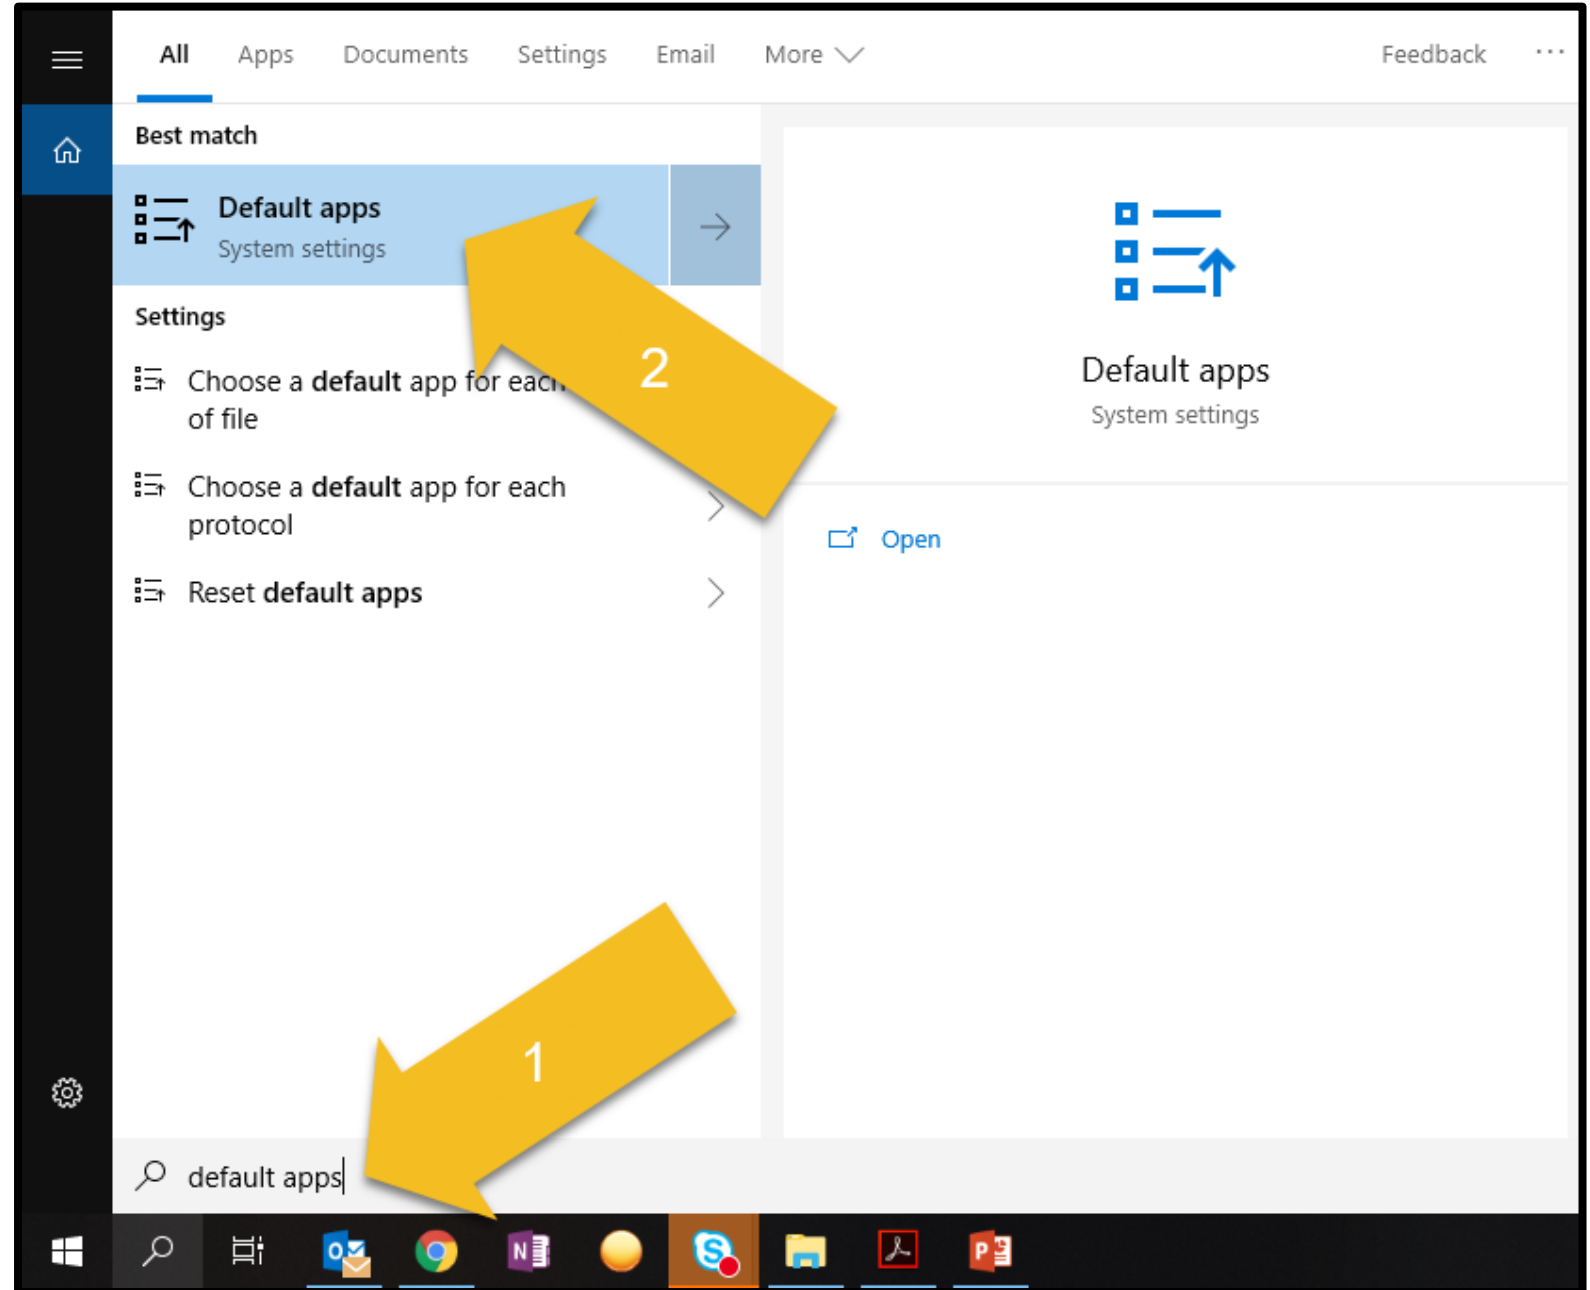 All Apps Documents Settings Email More Feedback ...
Best match
Default apps
System settings
Settings
Choose a default app for each
of file
Choose a default app for each
protocol
Reset default apps
2
Default apps
System settings
Open
1
default apps